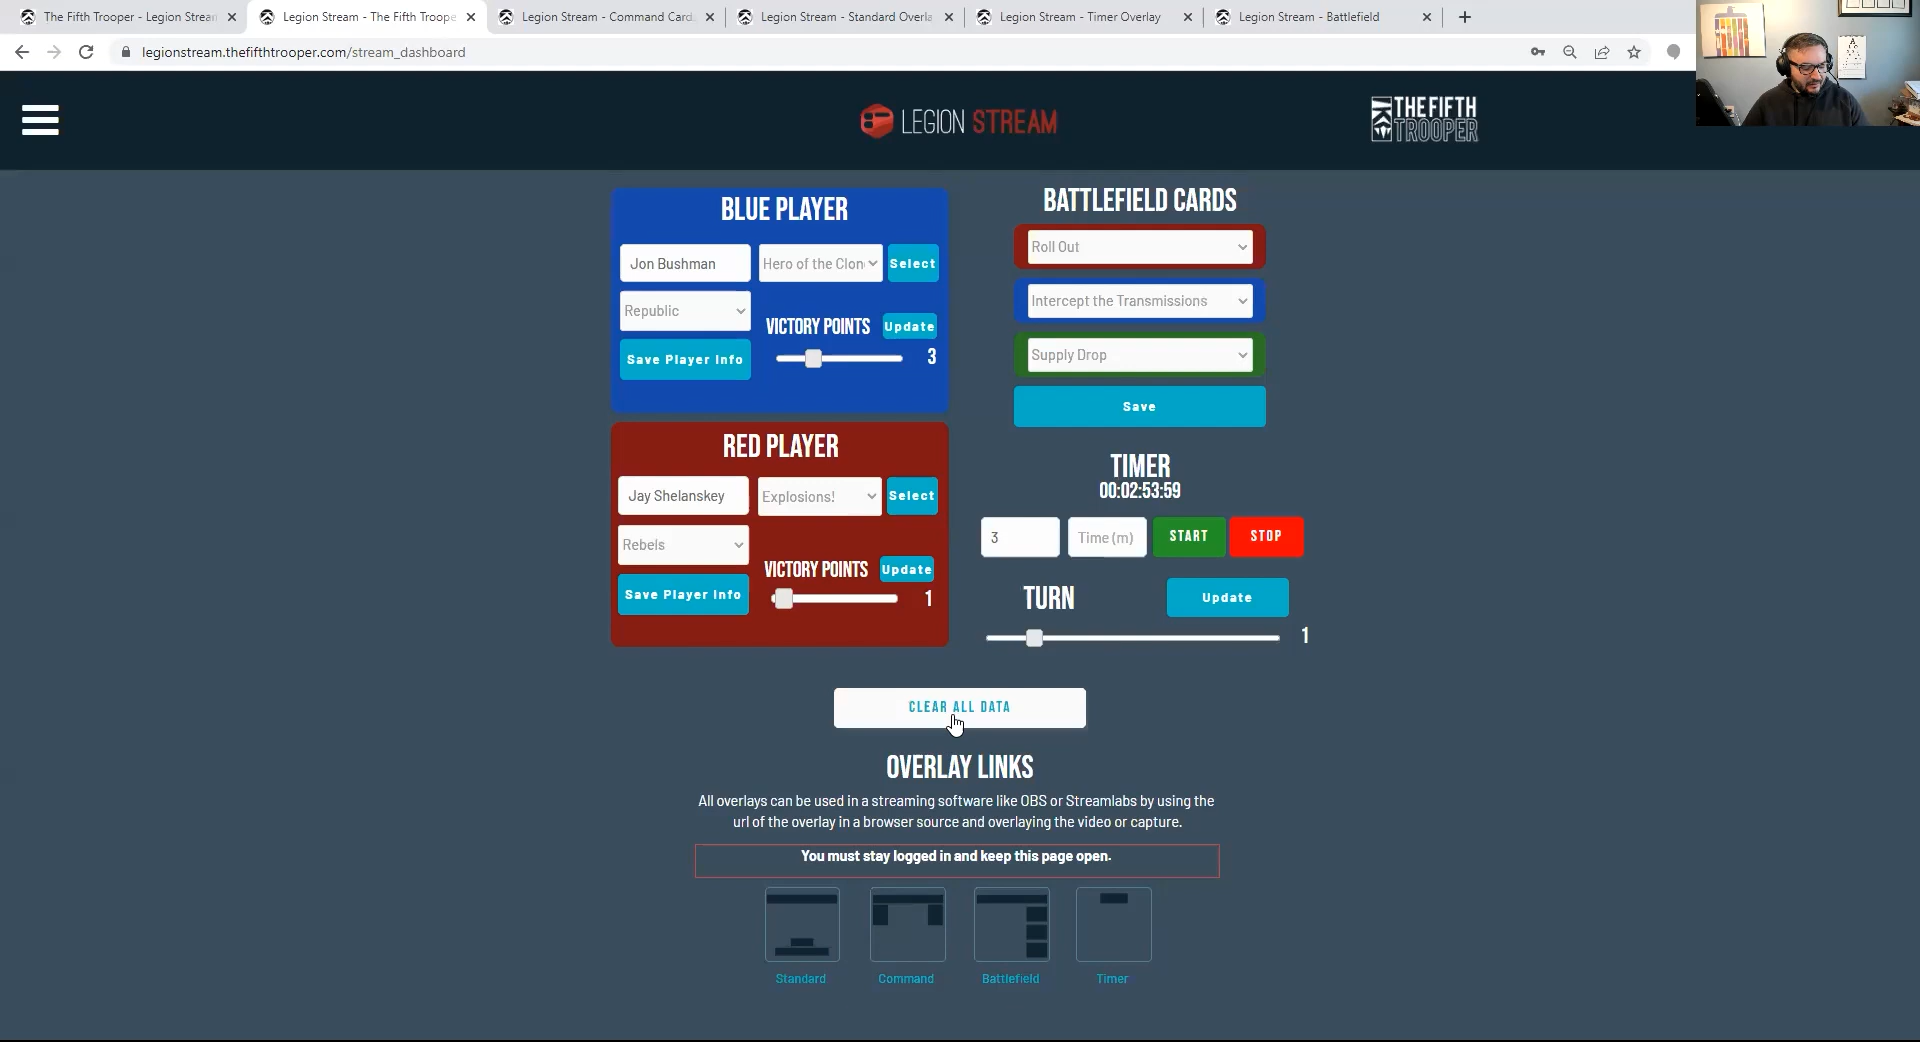 The Fifth Trooper - Legion Strean
Legion Stream - The Fifth Troope
Legion Stream - Command Card
Legion Stream - Standard Overla
Legion Stream - Timer Overlay
Legion Stream - Battlefield
legionstream.thefifthtrooper.com/stream_dashboard
LEGION STREAM
THE FIFTH
TROOPER
BLUE PLAYER
Jon Bushman
Hero of the Clon
Select
Republic
VICTORY POINTS
Update
Save Player Info
3
RED PLAYER
Jay Shelanskey
Explosions!
Select
Rebels
VICTORY POINTS
Update
Save Player Info
1
BATTLEFIELD CARDS
Roll Out
Intercept the Transmissions
Supply Drop
Save
TIMER
00:02:53:59
3
Time (m)
START
STOP
TURN
Update
1
CLEAR ALL DATA
OVERLAY LINKS
All overlays can be used in a streaming software like OBS or Streamlabs by using the
url of the overlay in a browser source and overlaying the video or capture.
You must stay logged in and keep this page open.
Standard
Command
Battlefield
Timer